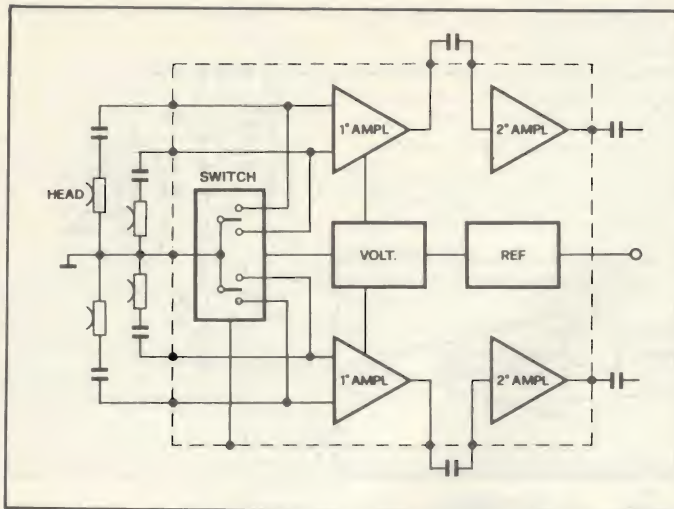 1° AMPL
2° AMPL
SWITCH
HEAD
VOLT.
REF
1° AMPL
2° AMPL